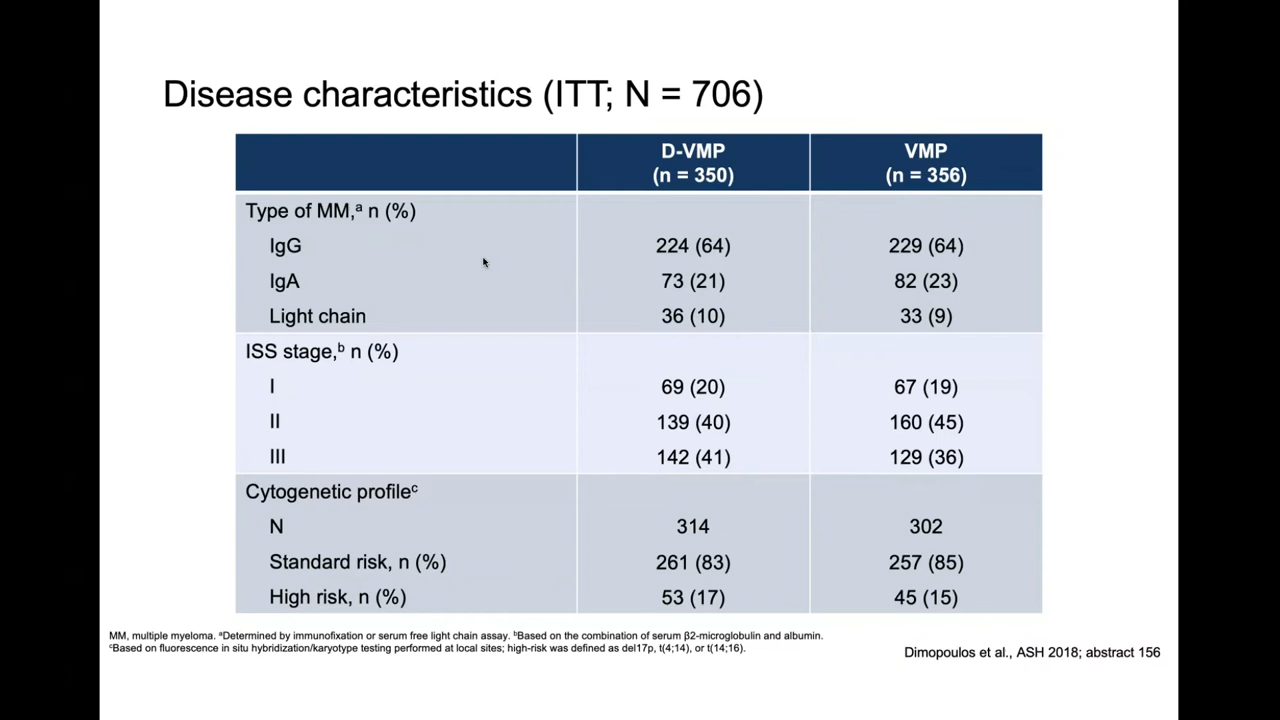 Disease characteristics (ITT; N = 706)
D-VMP VMP
(n = 350) (n = 356)
Type of MM,ᵃ n (%)
IgG 224 (64) 229 (64)
IgA 73 (21) 82 (23)
Light chain 36 (10) 33 (9)
ISS stage,ᵇ n (%)
I 69 (20) 67 (19)
II 139 (40) 160 (45)
III 142 (41) 129 (36)
Cytogenetic profileᶜ
N 314 302
Standard risk, n (%) 261 (83) 257 (85)
High risk, n (%) 53 (17) 45 (15)
MM, multiple myeloma. ᵃDetermined by immunofixation or serum free light chain assay. ᵇBased on the combination of serum β2-microglobulin and albumin.
ᶜBased on fluorescence in situ hybridization/karyotype testing performed at local sites; high-risk was defined as del17p, t(4;14), or t(14;16).
Dimopoulos et al., ASH 2018; abstract 156